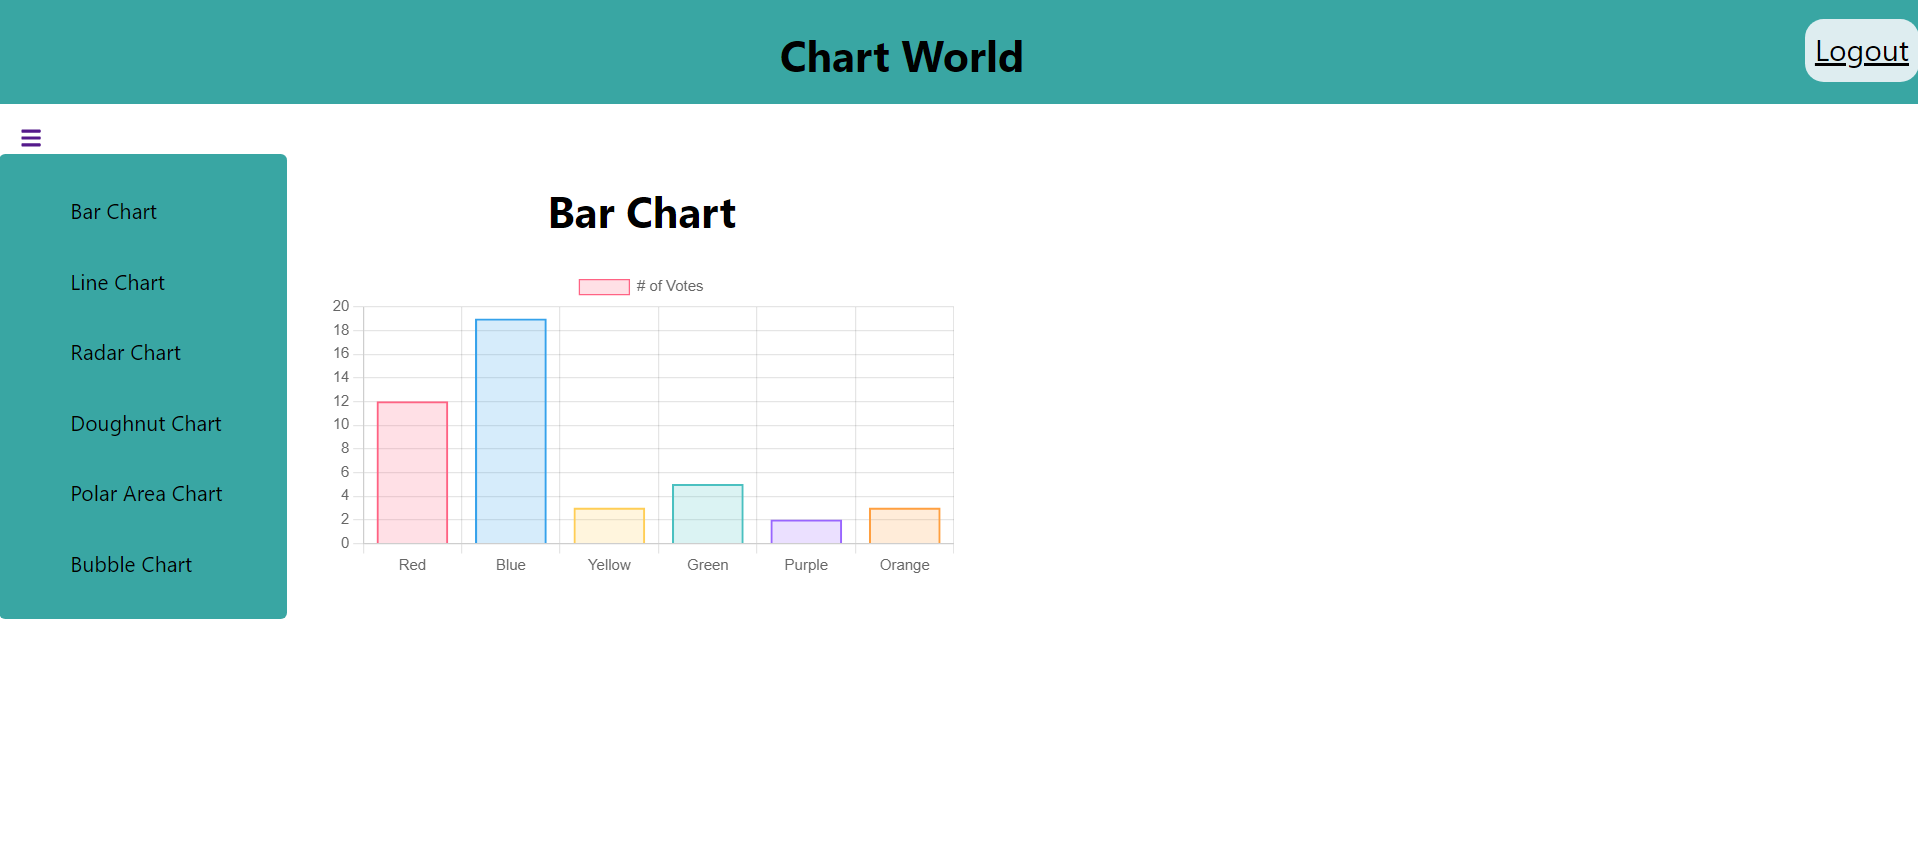 Chart World
Logout
Bar Chart
Line Chart
Radar Chart
Doughnut Chart
Polar Area Chart
Bubble Chart
Bar Chart
# of Votes
20
18
16
14
12
10
8
6
4
2
0
Red Blue Yellow Green Purple Orange